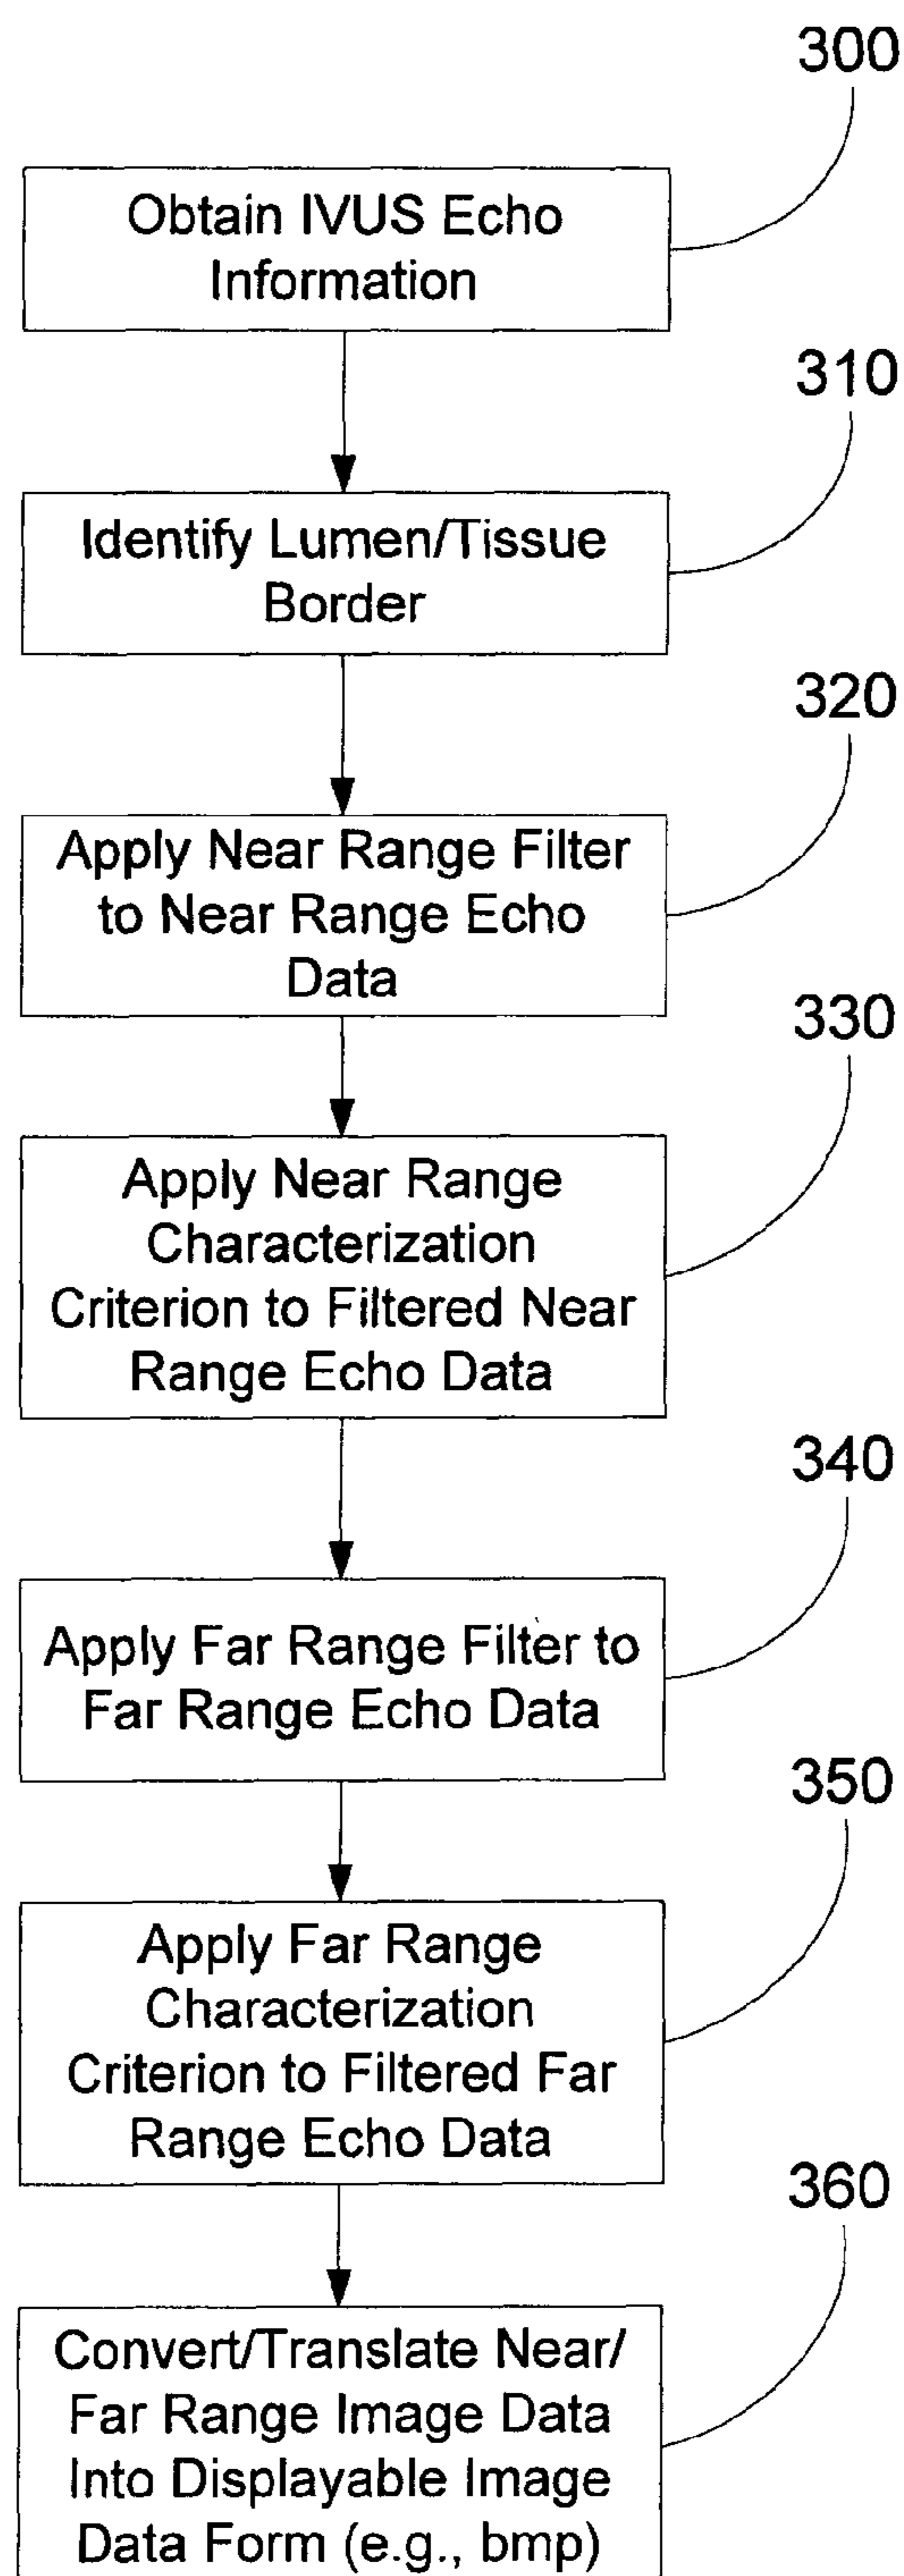 300
Obtain IVUS Echo
Information
310
Identify Lumen/Tissue
Border
320
Apply Near Range Filter
to Near Range Echo
Data
330
Apply Near Range
Characterization
Criterion to Filtered Near
Range Echo Data
340
Apply Far Range Filter to
Far Range Echo Data
350
Apply Far Range
Characterization
Criterion to Filtered Far
Range Echo Data
360
Convert/Translate Near/
Far Range Image Data
Into Displayable Image
Data Form (e.g., bmp)